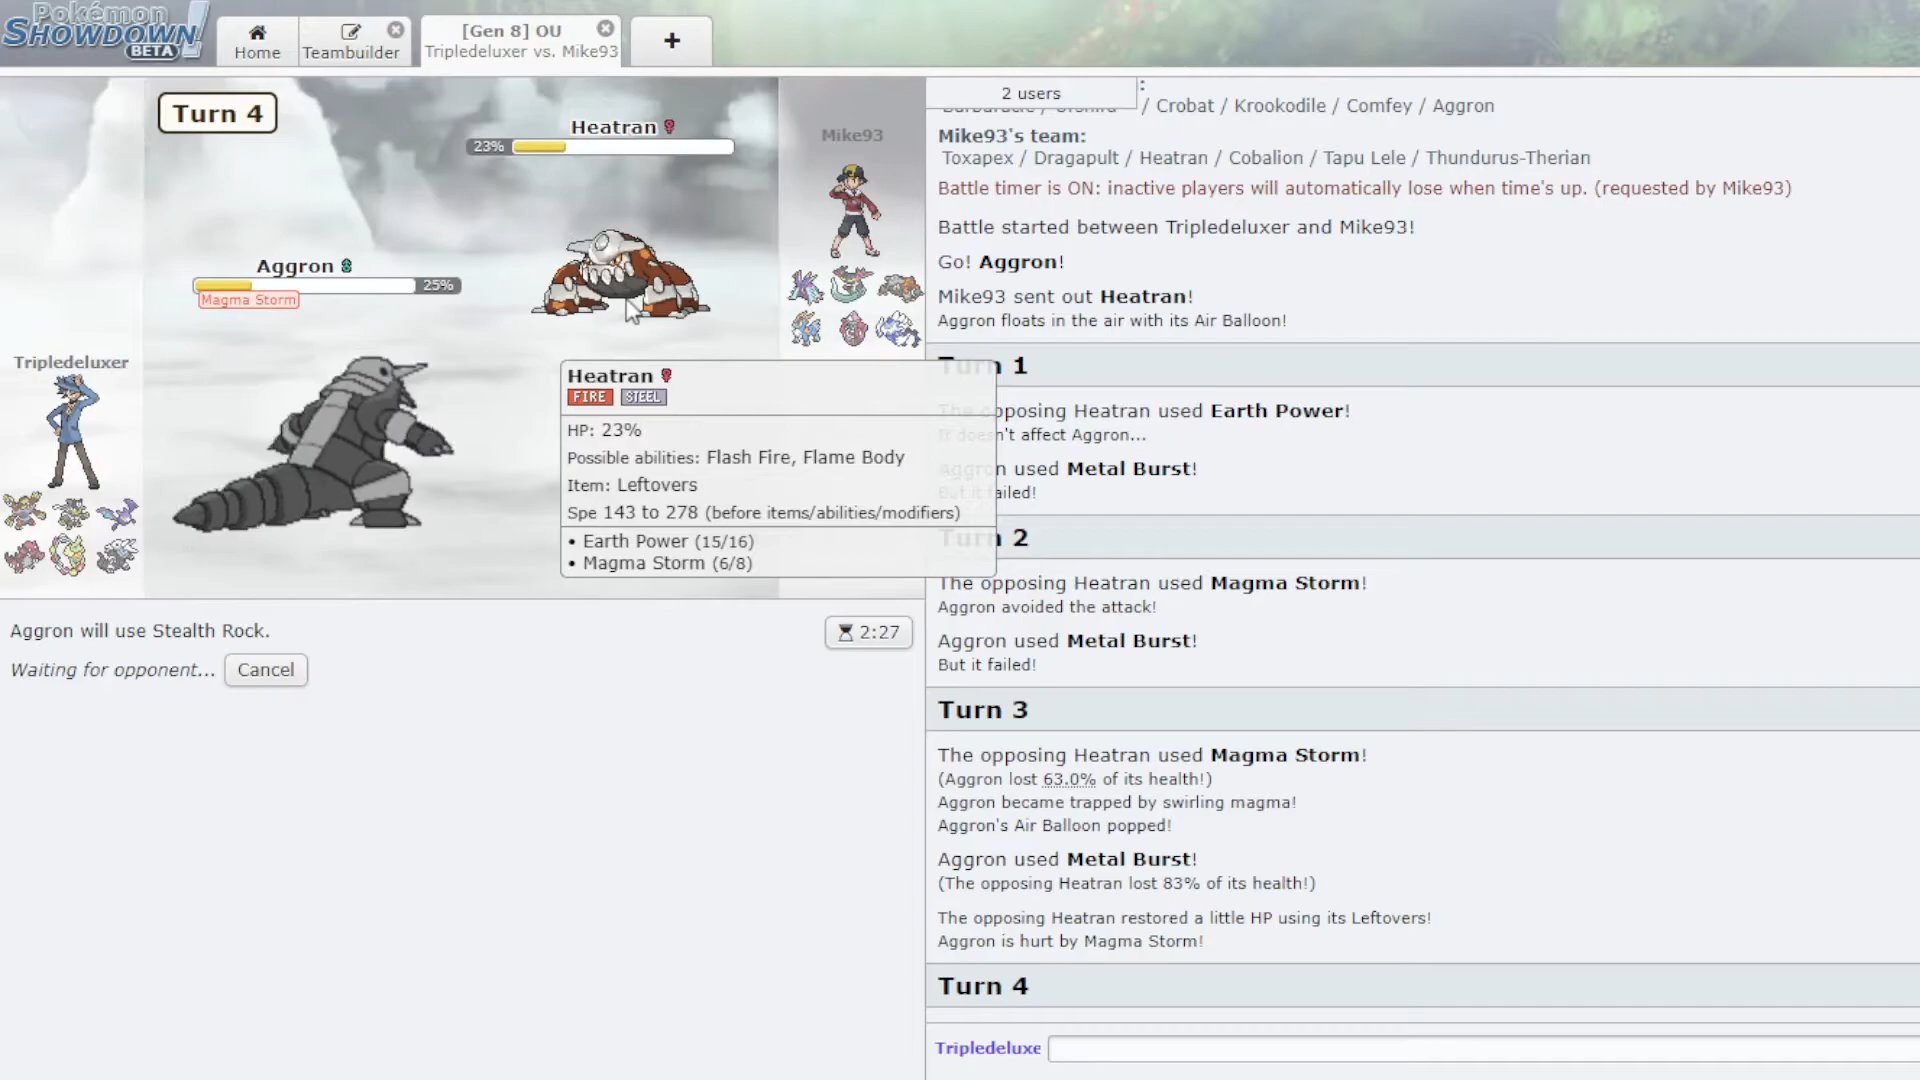 Pokémon
SHOWDOWN!
BETA
Home
Teambuilder
[Gen 8] OU
Tripledeluxer vs. Mike93
+
Turn 4
Heatran
23%
Mike93
Aggron
25%
Magma Storm
Tripledeluxer
Heatran
FIRE STEEL
HP: 23%
Possible abilities: Flash Fire, Flame Body
Item: Leftovers
Spe 143 to 278 (before items/abilities/modifiers)
• Earth Power (15/16)
• Magma Storm (6/8)
Aggron will use Stealth Rock.
2:27
Waiting for opponent... Cancel
2 users
/ Crobat / Krookodile / Comfey / Aggron
Mike93's team:
Toxapex / Dragapult / Heatran / Cobalion / Tapu Lele / Thundurus-Therian
Battle timer is ON: inactive players will automatically lose when time's up. (requested by Mike93)
Battle started between Tripledeluxer and Mike93!
Go! Aggron!
Mike93 sent out Heatran!
Aggron floats in the air with its Air Balloon!
Turn 1
The opposing Heatran used Earth Power!
It doesn't affect Aggron...
Aggron used Metal Burst!
But it failed!
Turn 2
The opposing Heatran used Magma Storm!
Aggron avoided the attack!
Aggron used Metal Burst!
But it failed!
Turn 3
The opposing Heatran used Magma Storm!
(Aggron lost 63.0% of its health!)
Aggron became trapped by swirling magma!
Aggron's Air Balloon popped!
Aggron used Metal Burst!
(The opposing Heatran lost 83% of its health!)
The opposing Heatran restored a little HP using its Leftovers!
Aggron is hurt by Magma Storm!
Turn 4
Tripledeluxe